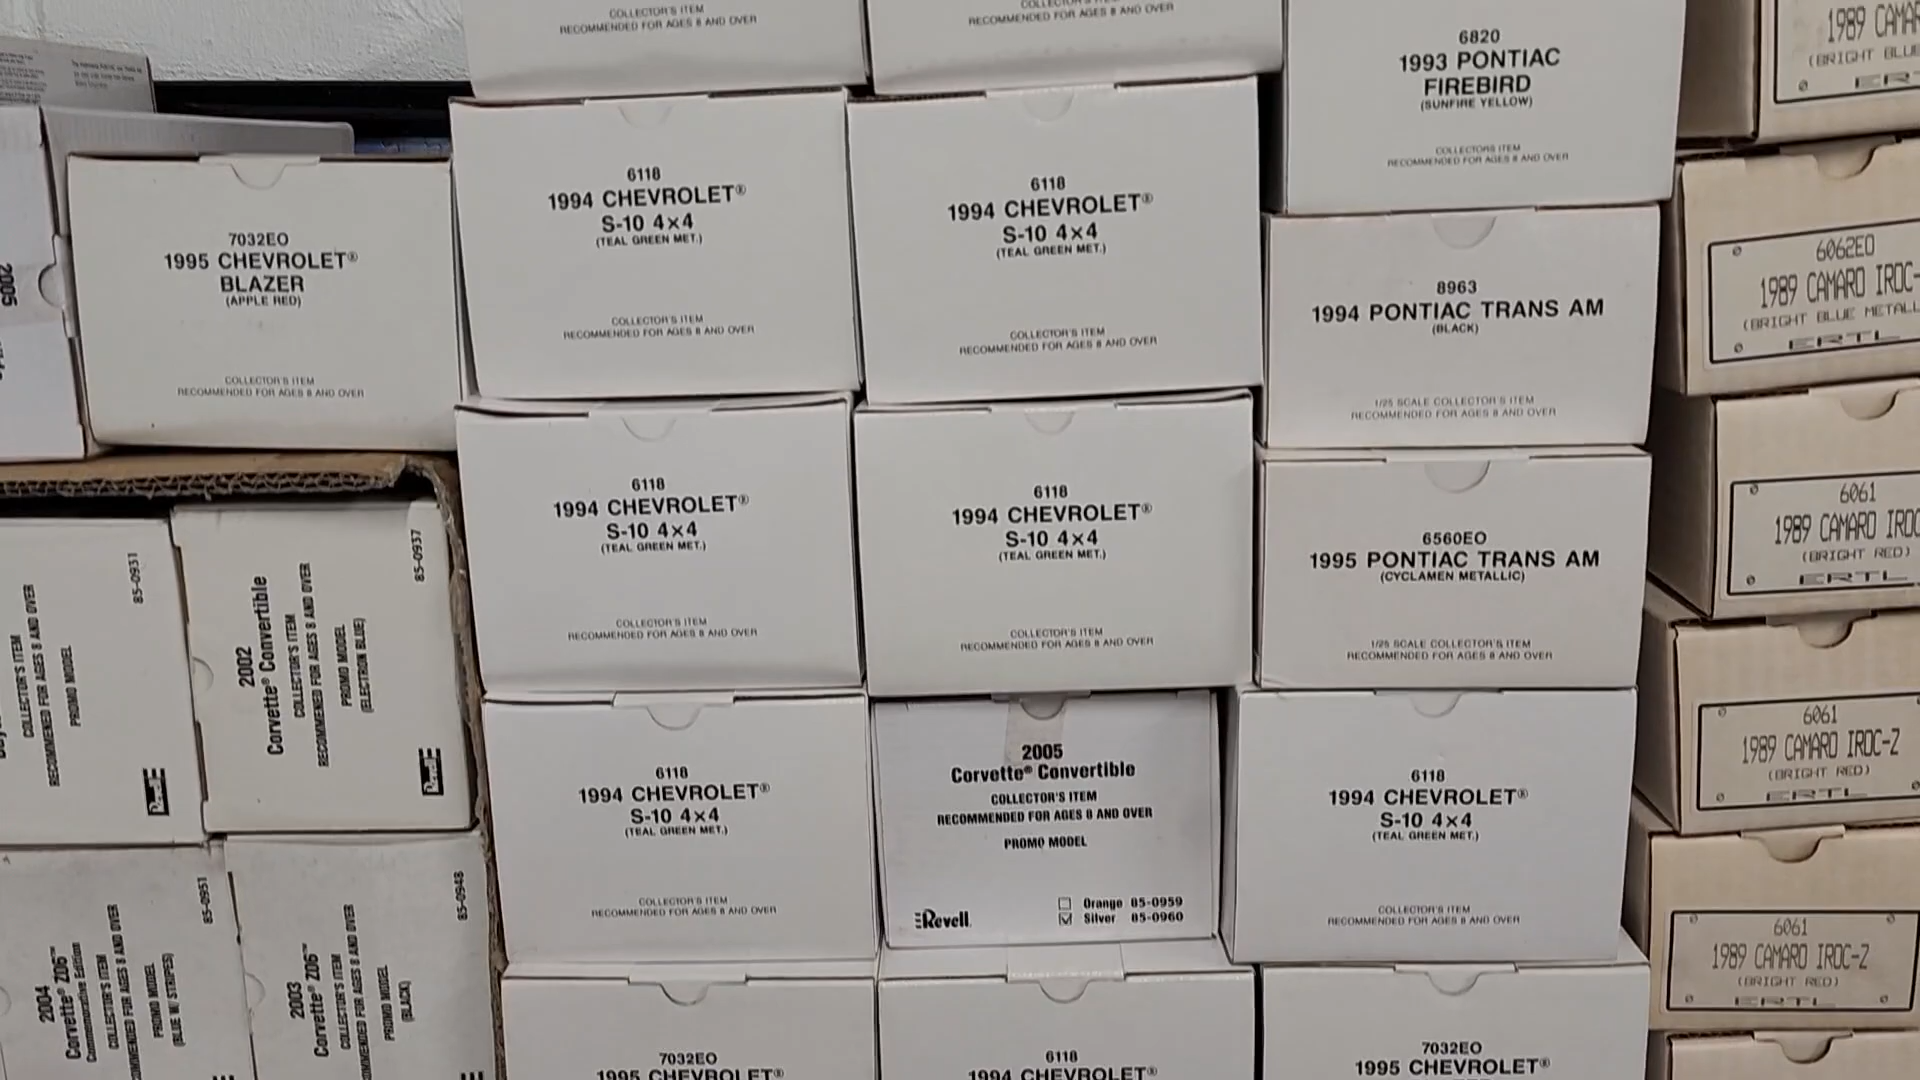 COLLECTOR'S ITEM
RECOMMENDED FOR AGES 8 AND OVER
RECOMMENDED FOR AGES 8 AND OVER
6820
1993 PONTIAC
FIREBIRD
(SUNFIRE YELLOW)
COLLECTORS ITEM
RECOMMENDED FOR AGES 8 AND OVER
(BRIGHT BLUE
2005
7032EO
1995 CHEVROLET®
BLAZER
(APPLE RED)
COLLECTOR'S ITEM
RECOMMENDED FOR AGES 8 AND OVER
6118
1994 CHEVROLET®
S-10 4×4
(TEAL GREEN MET.)
COLLECTOR'S ITEM
RECOMMENDED FOR AGES 8 AND OVER
6118
1994 CHEVROLET®
S-10 4×4
(TEAL GREEN MET.)
COLLECTOR'S ITEM
RECOMMENDED FOR AGES 8 AND OVER
8963
1994 PONTIAC TRANS AM
(BLACK)
1/25 SCALE COLLECTOR'S ITEM
RECOMMENDED FOR AGES 8 AND OVER
6062EO
1989 CAMARO IROC-
(BRIGHT BLUE METALL
ERTL
6118
1994 CHEVROLET®
S-10 4×4
(TEAL GREEN MET.)
COLLECTOR'S ITEM
RECOMMENDED FOR AGES 8 AND OVER
6118
1994 CHEVROLET®
S-10 4×4
(TEAL GREEN MET.)
COLLECTOR'S ITEM
RECOMMENDED FOR AGES 8 AND OVER
6560EO
1995 PONTIAC TRANS AM
(CYCLAMEN METALLIC)
1/25 SCALE COLLECTOR'S ITEM
RECOMMENDED FOR AGES 8 AND OVER
6061
1989 CAMARO IROC
(BRIGHT RED)
ERTL
85-0931
COLLECTOR'S ITEM
RECOMMENDED FOR AGES 8 AND OVER
PROMO MODEL
Revell
85-0937
2002
Corvette® Convertible
COLLECTOR'S ITEM
RECOMMENED FOR AGES 8 AND OVER
PROMO MODEL
(ELECTRON BLUE)
Revell
6118
1994 CHEVROLET®
S-10 4×4
(TEAL GREEN MET.)
COLLECTOR'S ITEM
RECOMMENDED FOR AGES 8 AND OVER
2005
Corvette® Convertible
COLLECTOR'S ITEM
RECOMMENDED FOR AGES 8 AND OVER
PROMO MODEL
Orange 85-0959
Silver 85-0960
Revell
6118
1994 CHEVROLET®
S-10 4×4
(TEAL GREEN MET.)
COLLECTOR'S ITEM
RECOMMENDED FOR AGES 8 AND OVER
6061
1989 CAMARO IROC-Z
(BRIGHT RED)
ERTL
85-0951
2004
Corvette® Z06™
Commemorative Edition
COLLECTOR'S ITEM
PROMO MODEL
(BLUE W/ STRIPES)
85-0948
2003
Corvette® Z06™
COLLECTOR'S ITEM
OMMENDED FOR AGES 8 AND OVER
PROMO MODEL
(BLACK)
6061
1989 CAMARO IROC-Z
(BRIGHT RED)
ERTL
7032EO
1995 CHEVROLET®
6118
1994 CHEVROLET®
7032EO
1995 CHEVROLET®